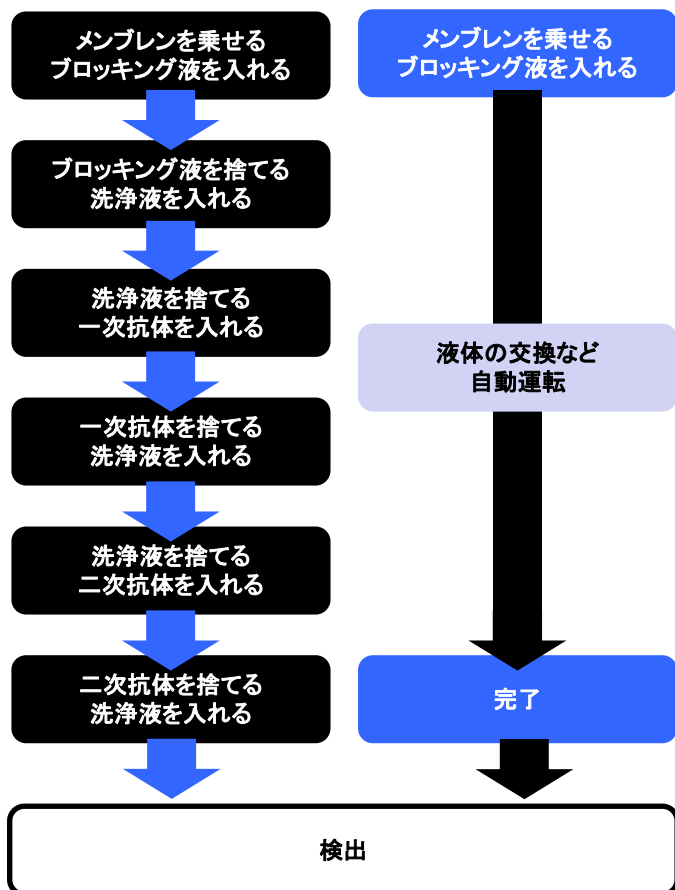 メンブレンを乗せる
ブロッキング液を入れる
ブロッキング液を捨てる
洗浄液を入れる
洗浄液を捨てる
一次抗体を入れる
一次抗体を捨てる
洗浄液を入れる
洗浄液を捨てる
二次抗体を入れる
二次抗体を捨てる
洗浄液を入れる
メンブレンを乗せる
ブロッキング液を入れる
液体の交換など
自動運転
完了
検出